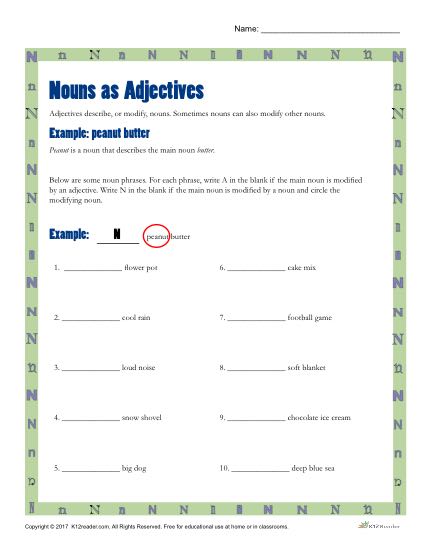 Name: ______________________________
Nouns as Adjectives
Adjectives describe, or modify, nouns. Sometimes nouns can also modify other nouns.
Example: peanut butter
Peanut is a noun that describes the main noun butter.
Below are some noun phrases. For each phrase, write A in the blank if the main noun is modified
by an adjective. Write N in the blank if the main noun is modified by a noun and circle the
modifying noun.
Example: N peanut butter
1. ______________ flower pot
6. ______________ cake mix
2. ______________ cool rain
7. ______________ football game
3. ______________ loud noise
8. ______________ soft blanket
4. ______________ snow shovel
9. ______________ chocolate ice cream
5. ______________ big dog
10. ______________ deep blue sea
Copyright © 2017 K12reader.com. All Rights Reserved. Free for educational use at home or in classrooms.
K12Reader